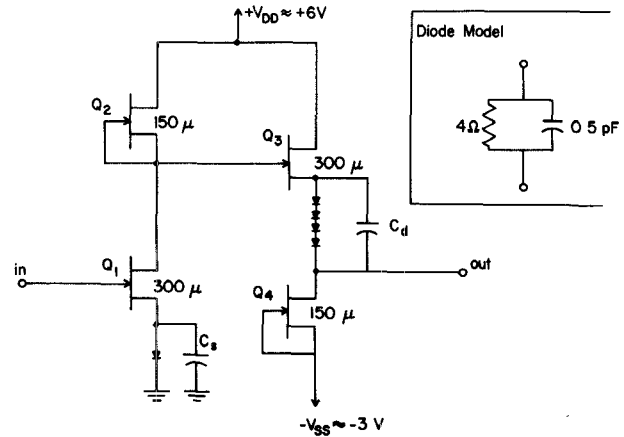 +V_DD ≈ +6V
Diode Model
Q₂
150 μ
Q₃
300 μ
4Ω
0 5 pF
C_d
in
Q₁
300 μ
C_s
out
Q4
150 μ
-V_SS ≈ -3 V